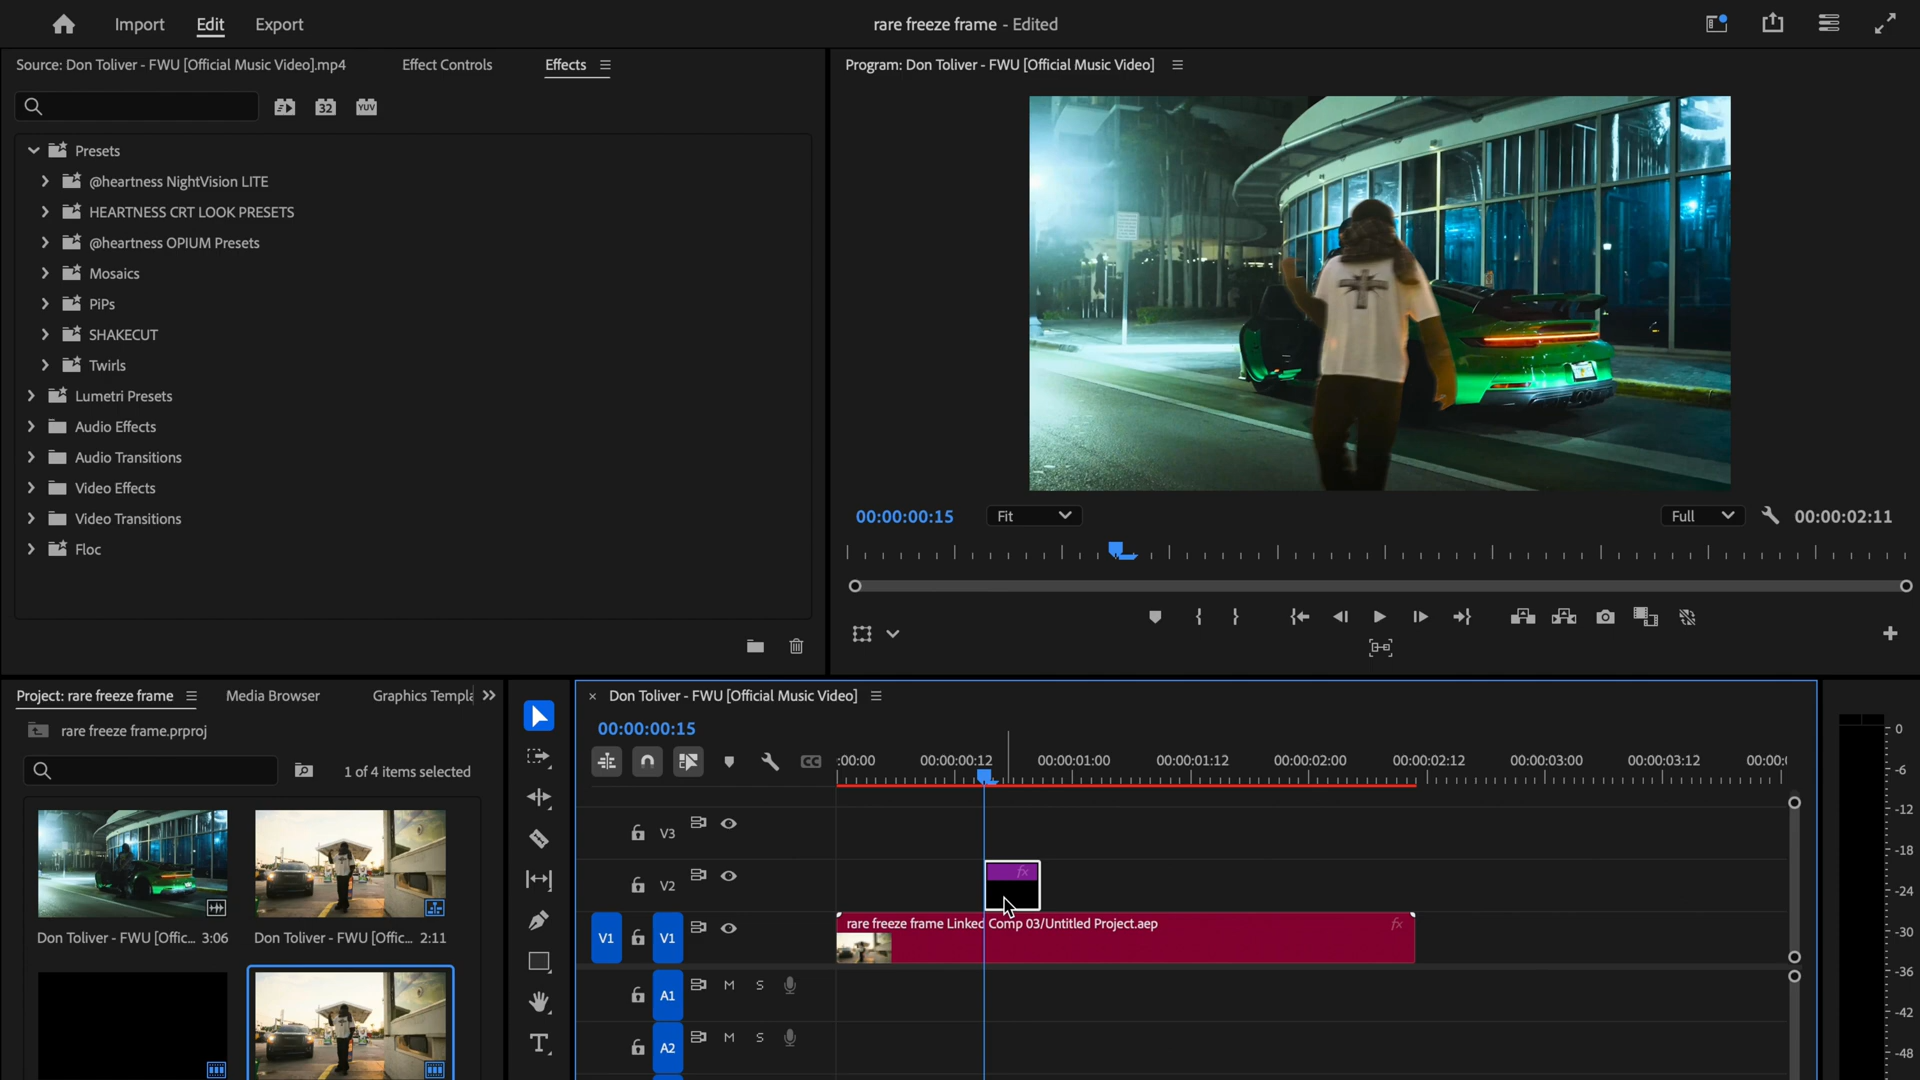 Import
Edit
Export
rare freeze frame - Edited
Source: Don Toliver - FWU [Official Music Video].mp4
Effect Controls
Effects
Program: Don Toliver - FWU [Official Music Video]
32
YUV
Presets
@heartness NightVision LITE
HEARTNESS CRT LOOK PRESETS
@heartness OPIUM Presets
Mosaics
PiPs
SHAKECUT
Twirls
Lumetri Presets
Audio Effects
Audio Transitions
Video Effects
Video Transitions
Floc
00:00:00:15
Fit
Full
00:00:02:11
Project: rare freeze frame
Media Browser
Graphics Templa
rare freeze frame.prproj
1 of 4 items selected
Don Toliver - FWU [Offic... 3:06
Don Toliver - FWU [Offic... 2:11
× Don Toliver - FWU [Official Music Video]
00:00:00:15
CC
:00:00
00:00:00:12
00:00:01:00
00:00:01:12
00:00:02:00
00:00:02:12
00:00:03:00
00:00:03:12
00:00:
V3
V2
fx
V1
V1
rare freeze frame Linked Comp 03/Untitled Project.aep
fx
A1
M
S
A2
M
S
T
0
-6
-12
-18
-24
-30
-36
-42
-48